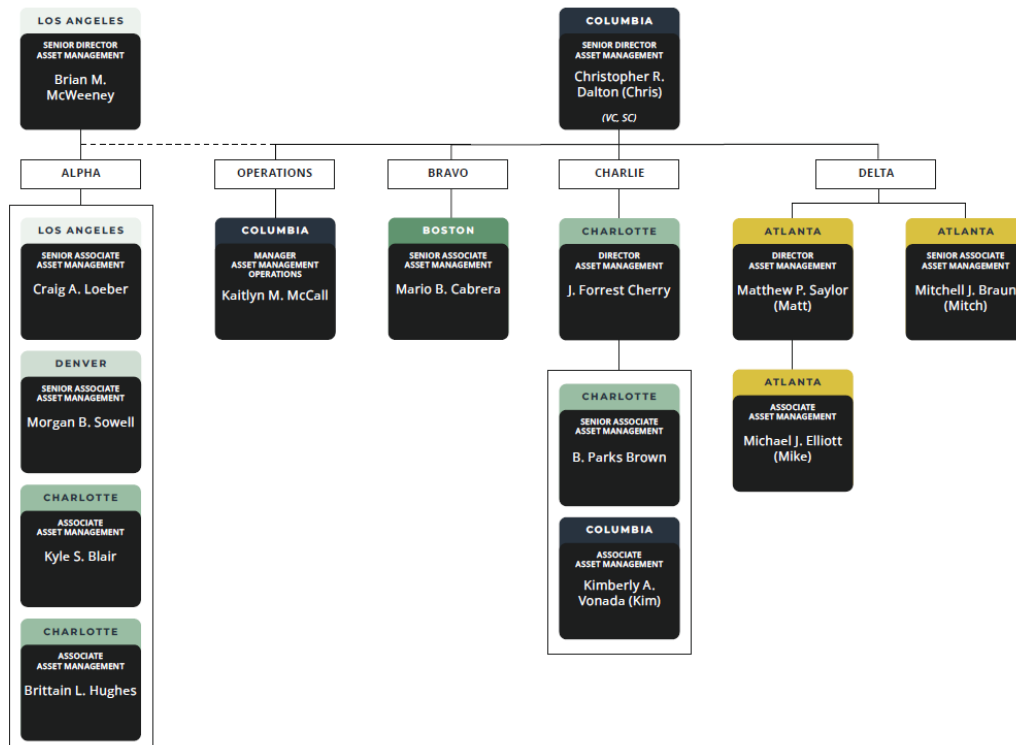 LOS ANGELES
SENIOR DIRECTOR
ASSET MANAGEMENT
Brian M.
McWeeney
COLUMBIA
SENIOR DIRECTOR
ASSET MANAGEMENT
Christopher R.
Dalton (Chris)
(VC, SC)
ALPHA
OPERATIONS
BRAVO
CHARLIE
DELTA
LOS ANGELES
SENIOR ASSOCIATE
ASSET MANAGEMENT
Craig A. Loeber
DENVER
SENIOR ASSOCIATE
ASSET MANAGEMENT
Morgan B. Sowell
CHARLOTTE
ASSOCIATE
ASSET MANAGEMENT
Kyle S. Blair
CHARLOTTE
ASSOCIATE
ASSET MANAGEMENT
Brittain L. Hughes
COLUMBIA
MANAGER
ASSET MANAGEMENT
OPERATIONS
Kaitlyn M. McCall
BOSTON
SENIOR ASSOCIATE
ASSET MANAGEMENT
Mario B. Cabrera
CHARLOTTE
DIRECTOR
ASSET MANAGEMENT
J. Forrest Cherry
CHARLOTTE
SENIOR ASSOCIATE
ASSET MANAGEMENT
B. Parks Brown
COLUMBIA
ASSOCIATE
ASSET MANAGEMENT
Kimberly A.
Vonada (Kim)
ATLANTA
DIRECTOR
ASSET MANAGEMENT
Matthew P. Saylor
(Matt)
ATLANTA
ASSOCIATE
ASSET MANAGEMENT
Michael J. Elliott
(Mike)
ATLANTA
SENIOR ASSOCIATE
ASSET MANAGEMENT
Mitchell J. Braun
(Mitch)